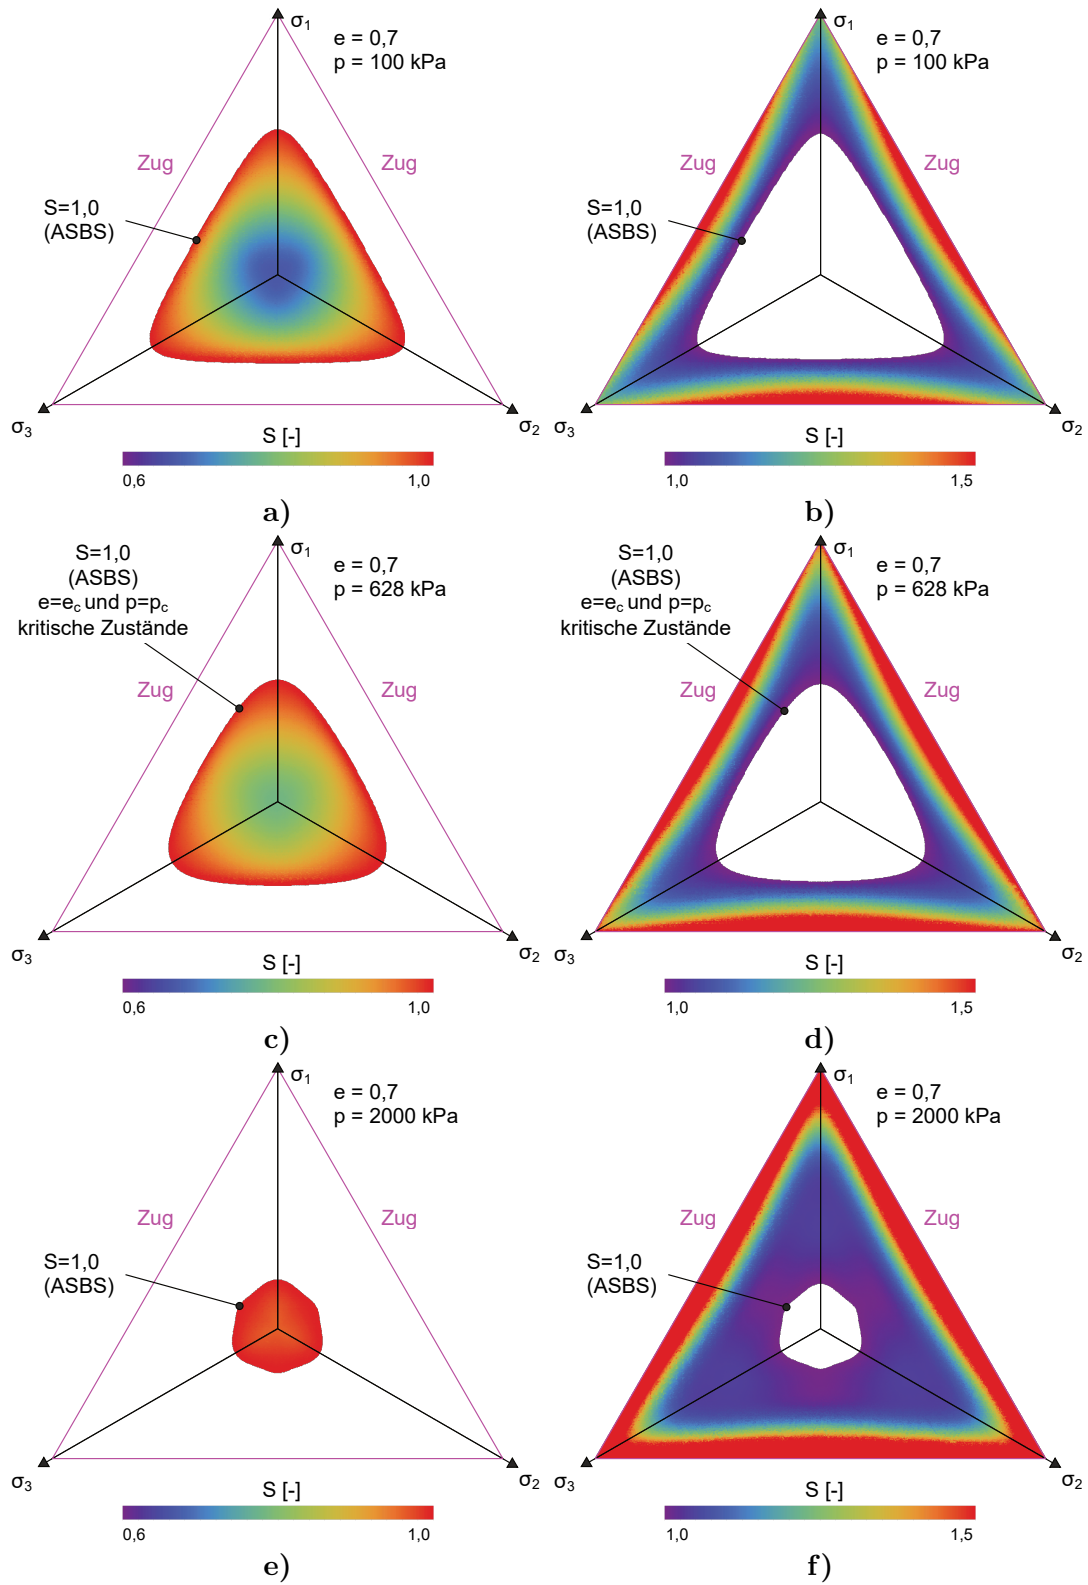 σ1
e = 0,7
p = 100 kPa
Zug
Zug
S=1,0
(ASBS)
σ3
σ2
S [-]
0,6
1,0
a)
σ1
e = 0,7
p = 100 kPa
Zug
Zug
S=1,0
(ASBS)
σ3
σ2
S [-]
1,0
1,5
b)
S=1,0
(ASBS)
e=ec und p=pc
kritische Zustände
σ1
e = 0,7
p = 628 kPa
Zug
Zug
σ3
σ2
S [-]
0,6
1,0
c)
S=1,0
(ASBS)
e=ec und p=pc
kritische Zustände
σ1
e = 0,7
p = 628 kPa
Zug
Zug
σ3
σ2
S [-]
1,0
1,5
d)
σ1
e = 0,7
p = 2000 kPa
Zug
Zug
S=1,0
(ASBS)
σ3
σ2
S [-]
0,6
1,0
e)
σ1
e = 0,7
p = 2000 kPa
Zug
Zug
S=1,0
(ASBS)
σ3
σ2
S [-]
1,0
1,5
f)